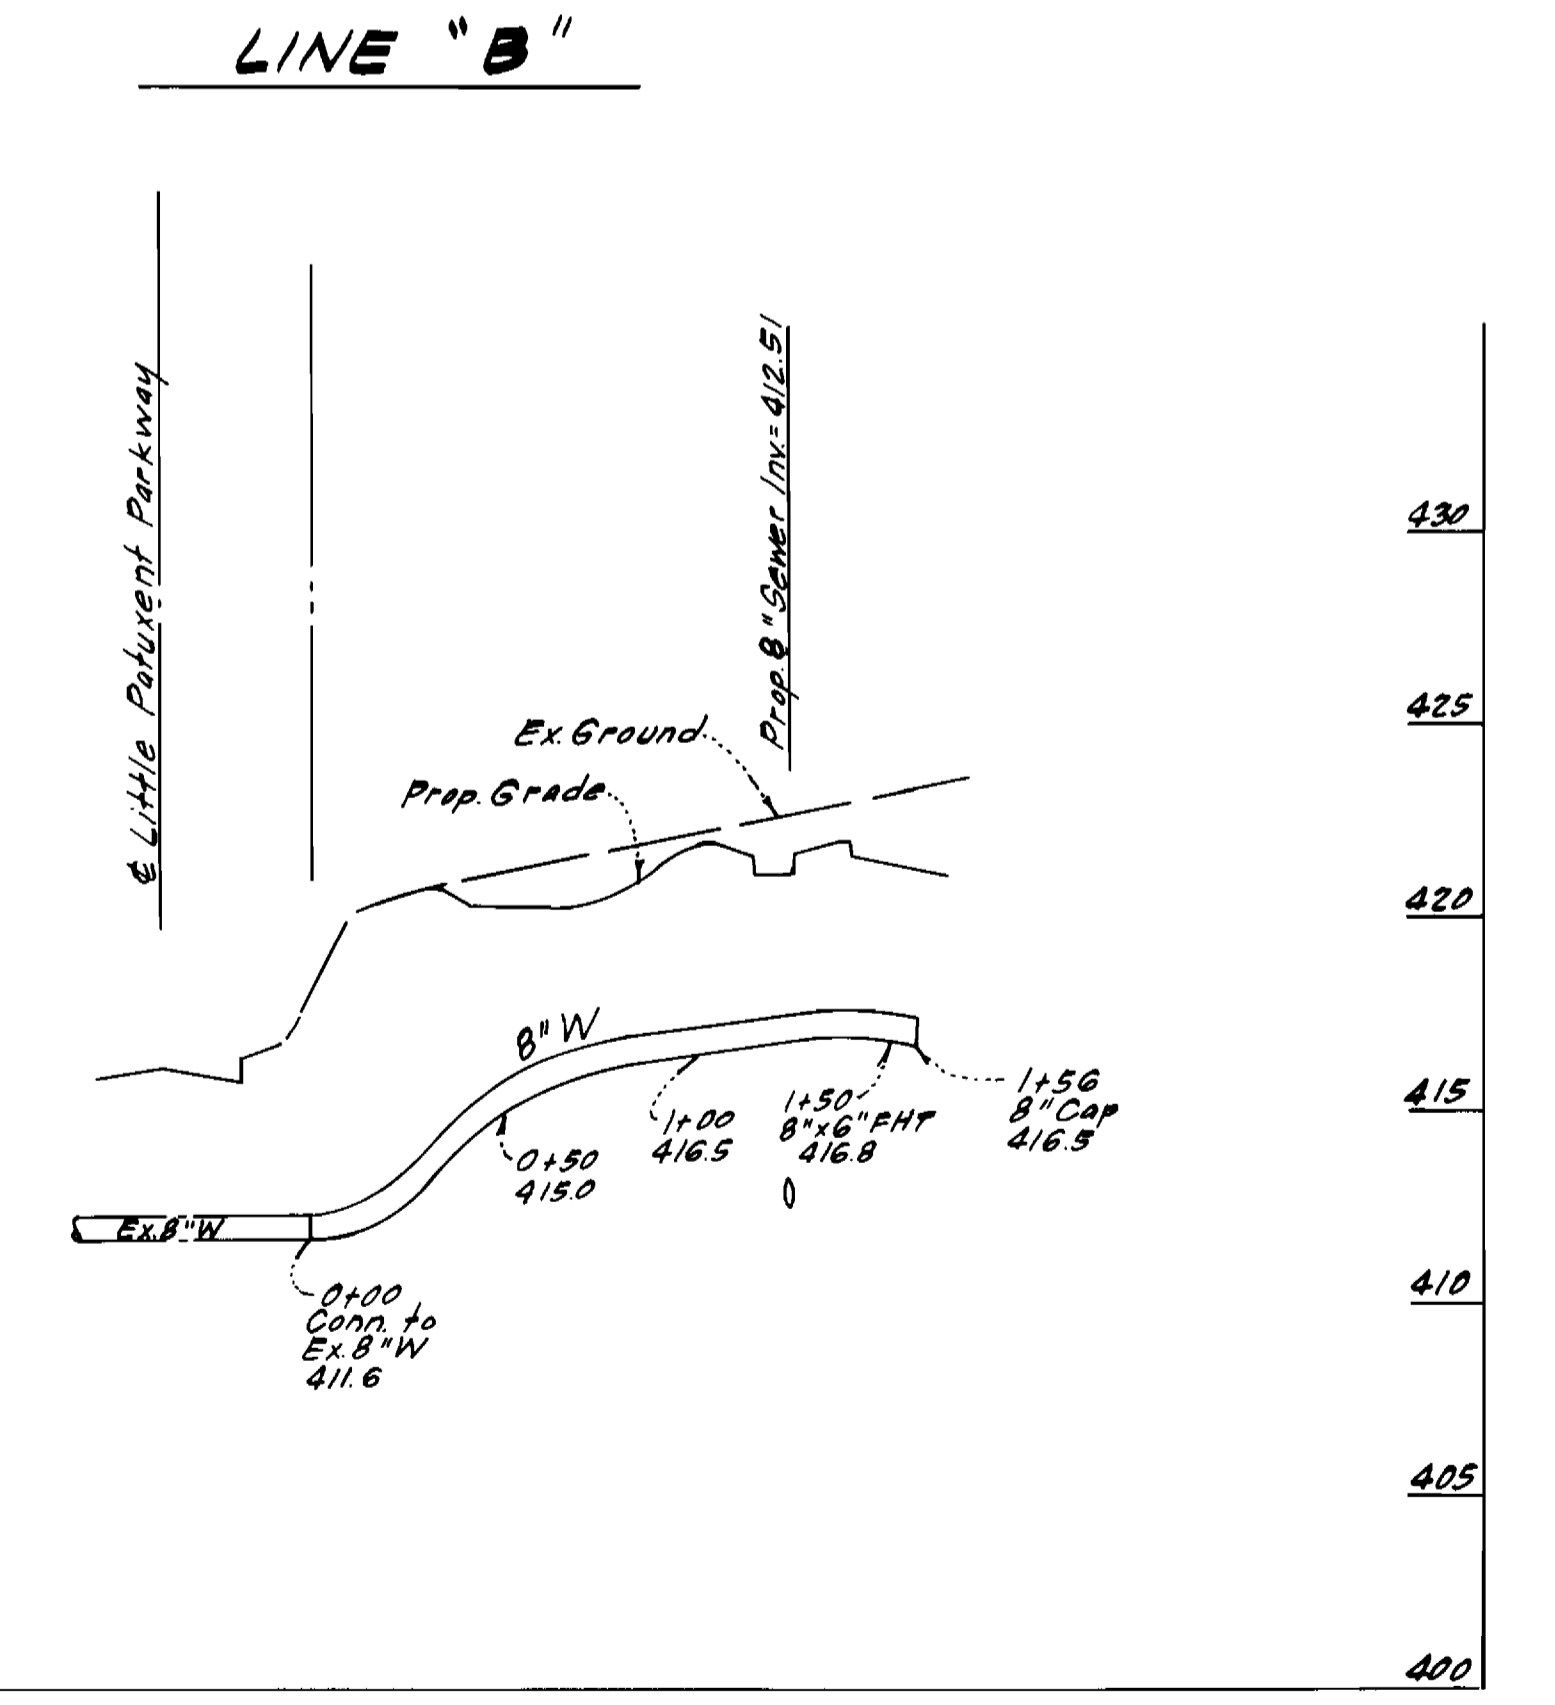 LINE "B"
℄ Little Patuxent Parkway
Prop. 8" Sewer Inv.= 412.51
430
425
Ex. Ground
Prop. Grade
420
8" W
415
1+56
8" Cap
416.5
1+50
8"x6" FHT
416.8
1+00
416.5
0+50
415.0
Ex. 8" W
410
0+00
Conn. to
Ex. 8" W
411.6
405
400